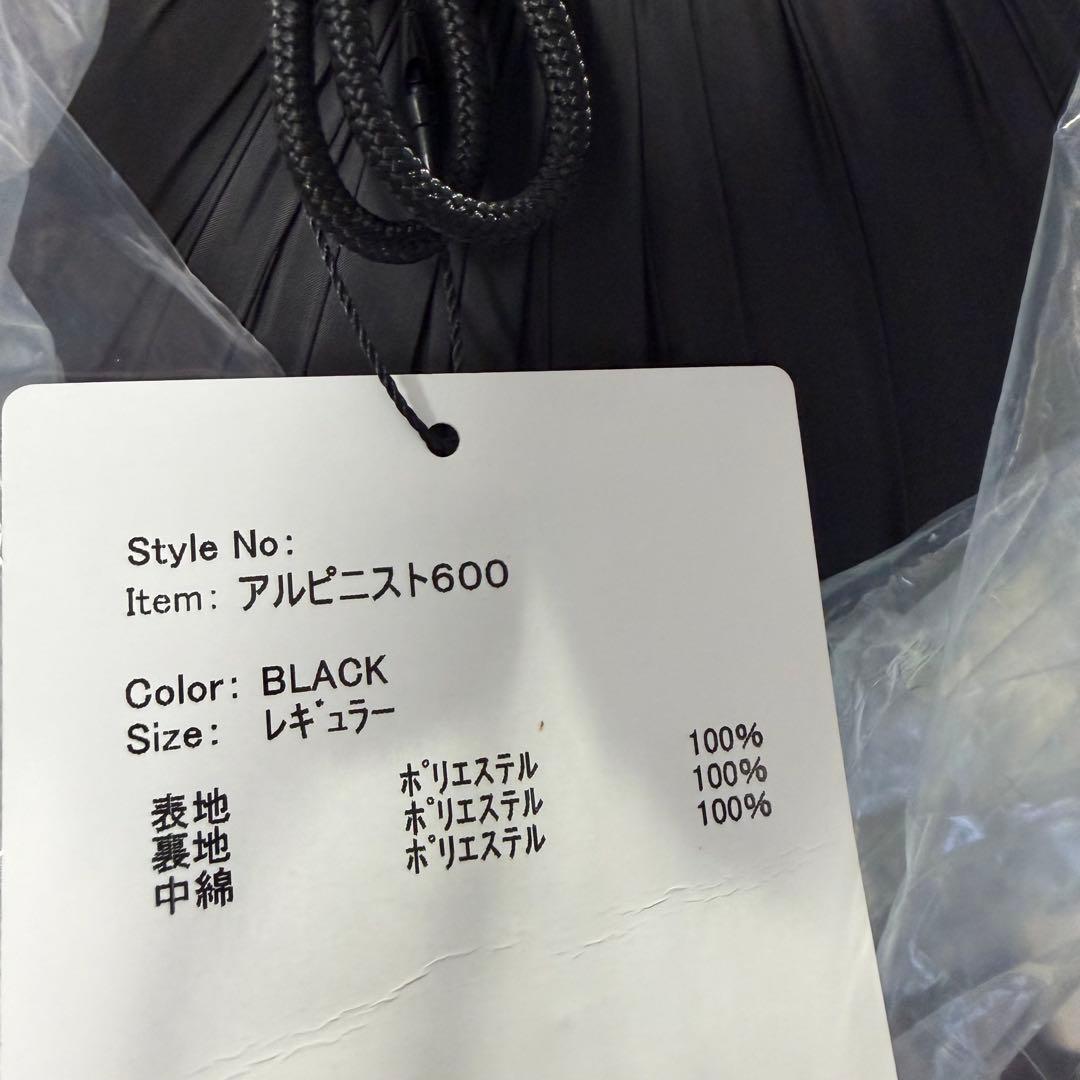 Style No:
Item: アルピニスト600
Color: BLACK
Size: レギュラー
表地 ポリエステル 100%
裏地 ポリエステル 100%
中綿 ポリエステル 100%